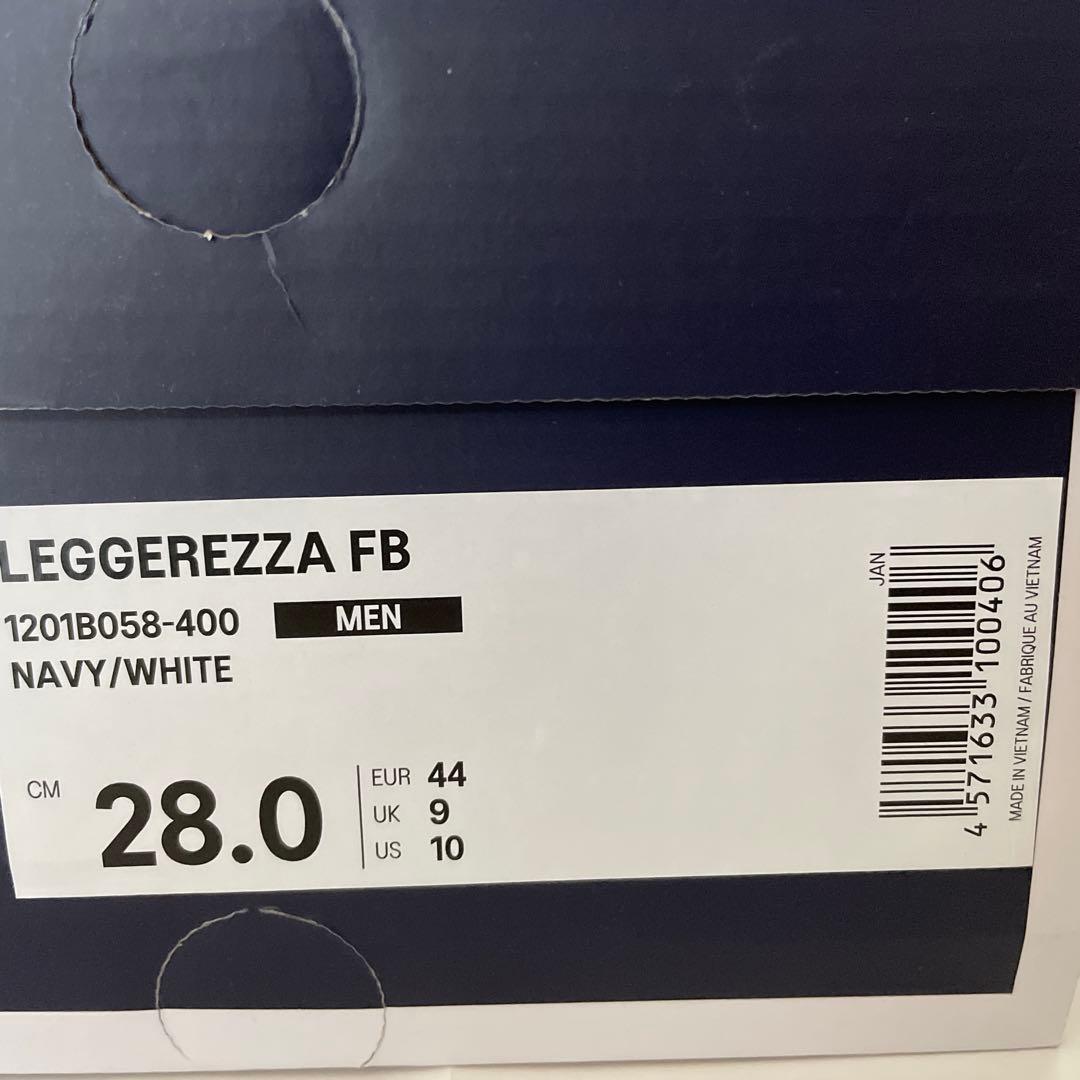 LEGGEREZZA FB
1201B058-400 MEN
NAVY/WHITE
CM 28.0
EUR 44
UK 9
US 10
JAN
4 571633 100406
MADE IN VIETNAM / FABRIQUE AU VIETNAM